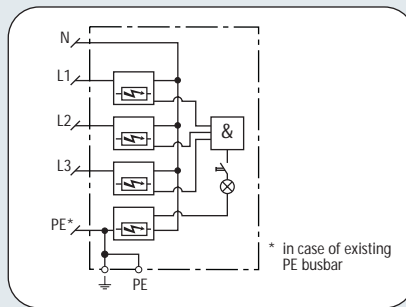 N
L1
L2
&
L3
PE*
* in case of existing
PE busbar
PE